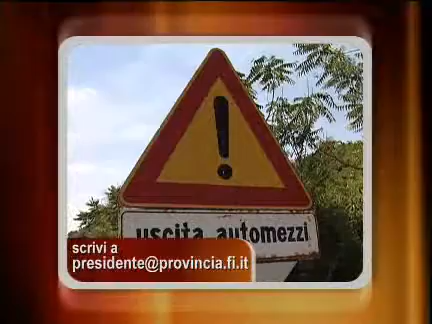 !
uscita automezzi
scrivi a
presidente@provincia.fi.it